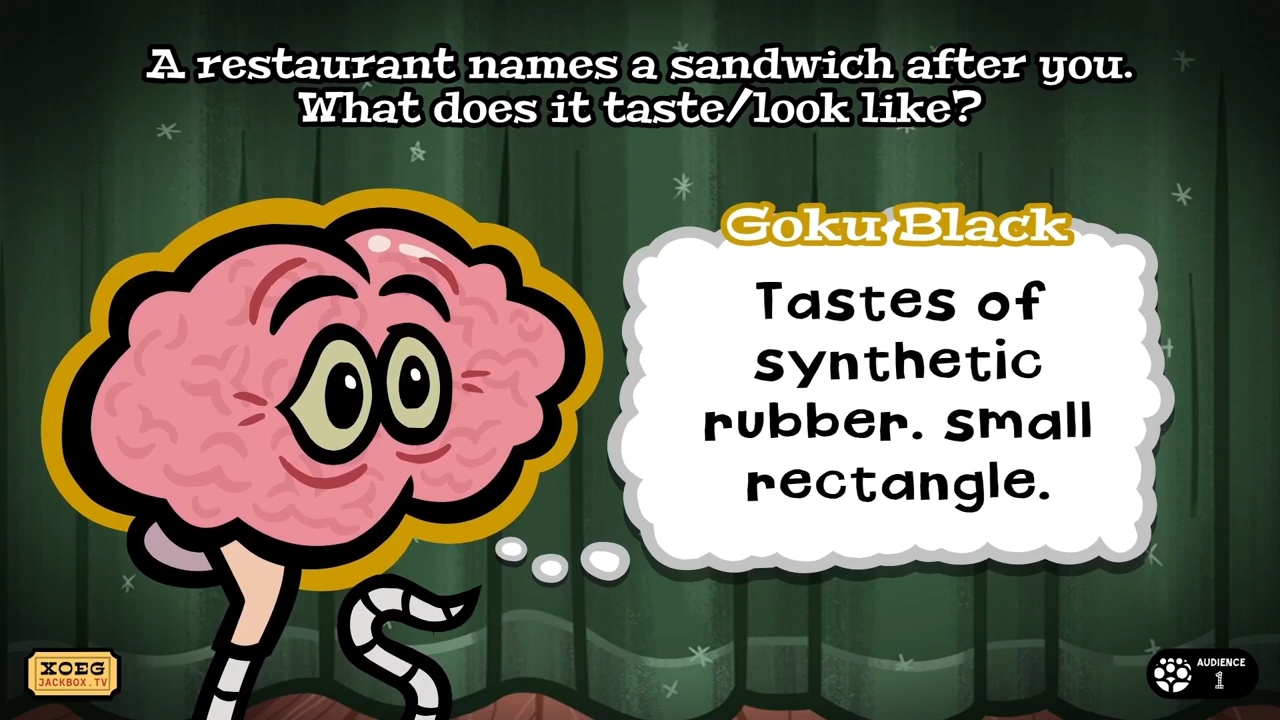 A restaurant names a sandwich after you.
What does it taste/look like?
Goku Black
Tastes of
synthetic
rubber. small
rectangle.
XOEG
JACKBOX.TV
AUDIENCE
1